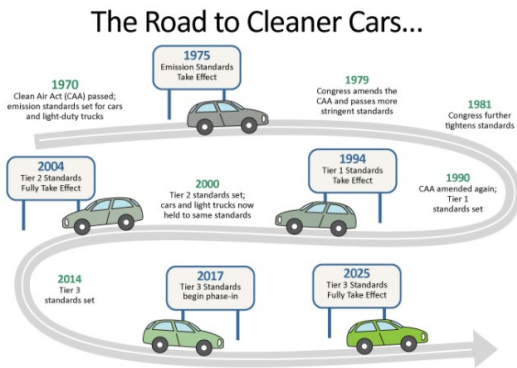 The Road to Cleaner Cars...
1970
Clean Air Act (CAA) passed;
emission standards set for cars
and light-duty trucks
1975
Emission Standards
Take Effect
1979
Congress amends the
CAA and passes more
stringent standards
1981
Congress further
tightens standards
1990
CAA amended again;
Tier 1
standards set
1994
Tier 1 Standards
Take Effect
2000
Tier 2 standards set;
cars and light trucks now
held to same standards
2004
Tier 2 Standards
Fully Take Effect
2014
Tier 3
standards set
2017
Tier 3 Standards
begin phase-in
2025
Tier 3 Standards
Fully Take Effect